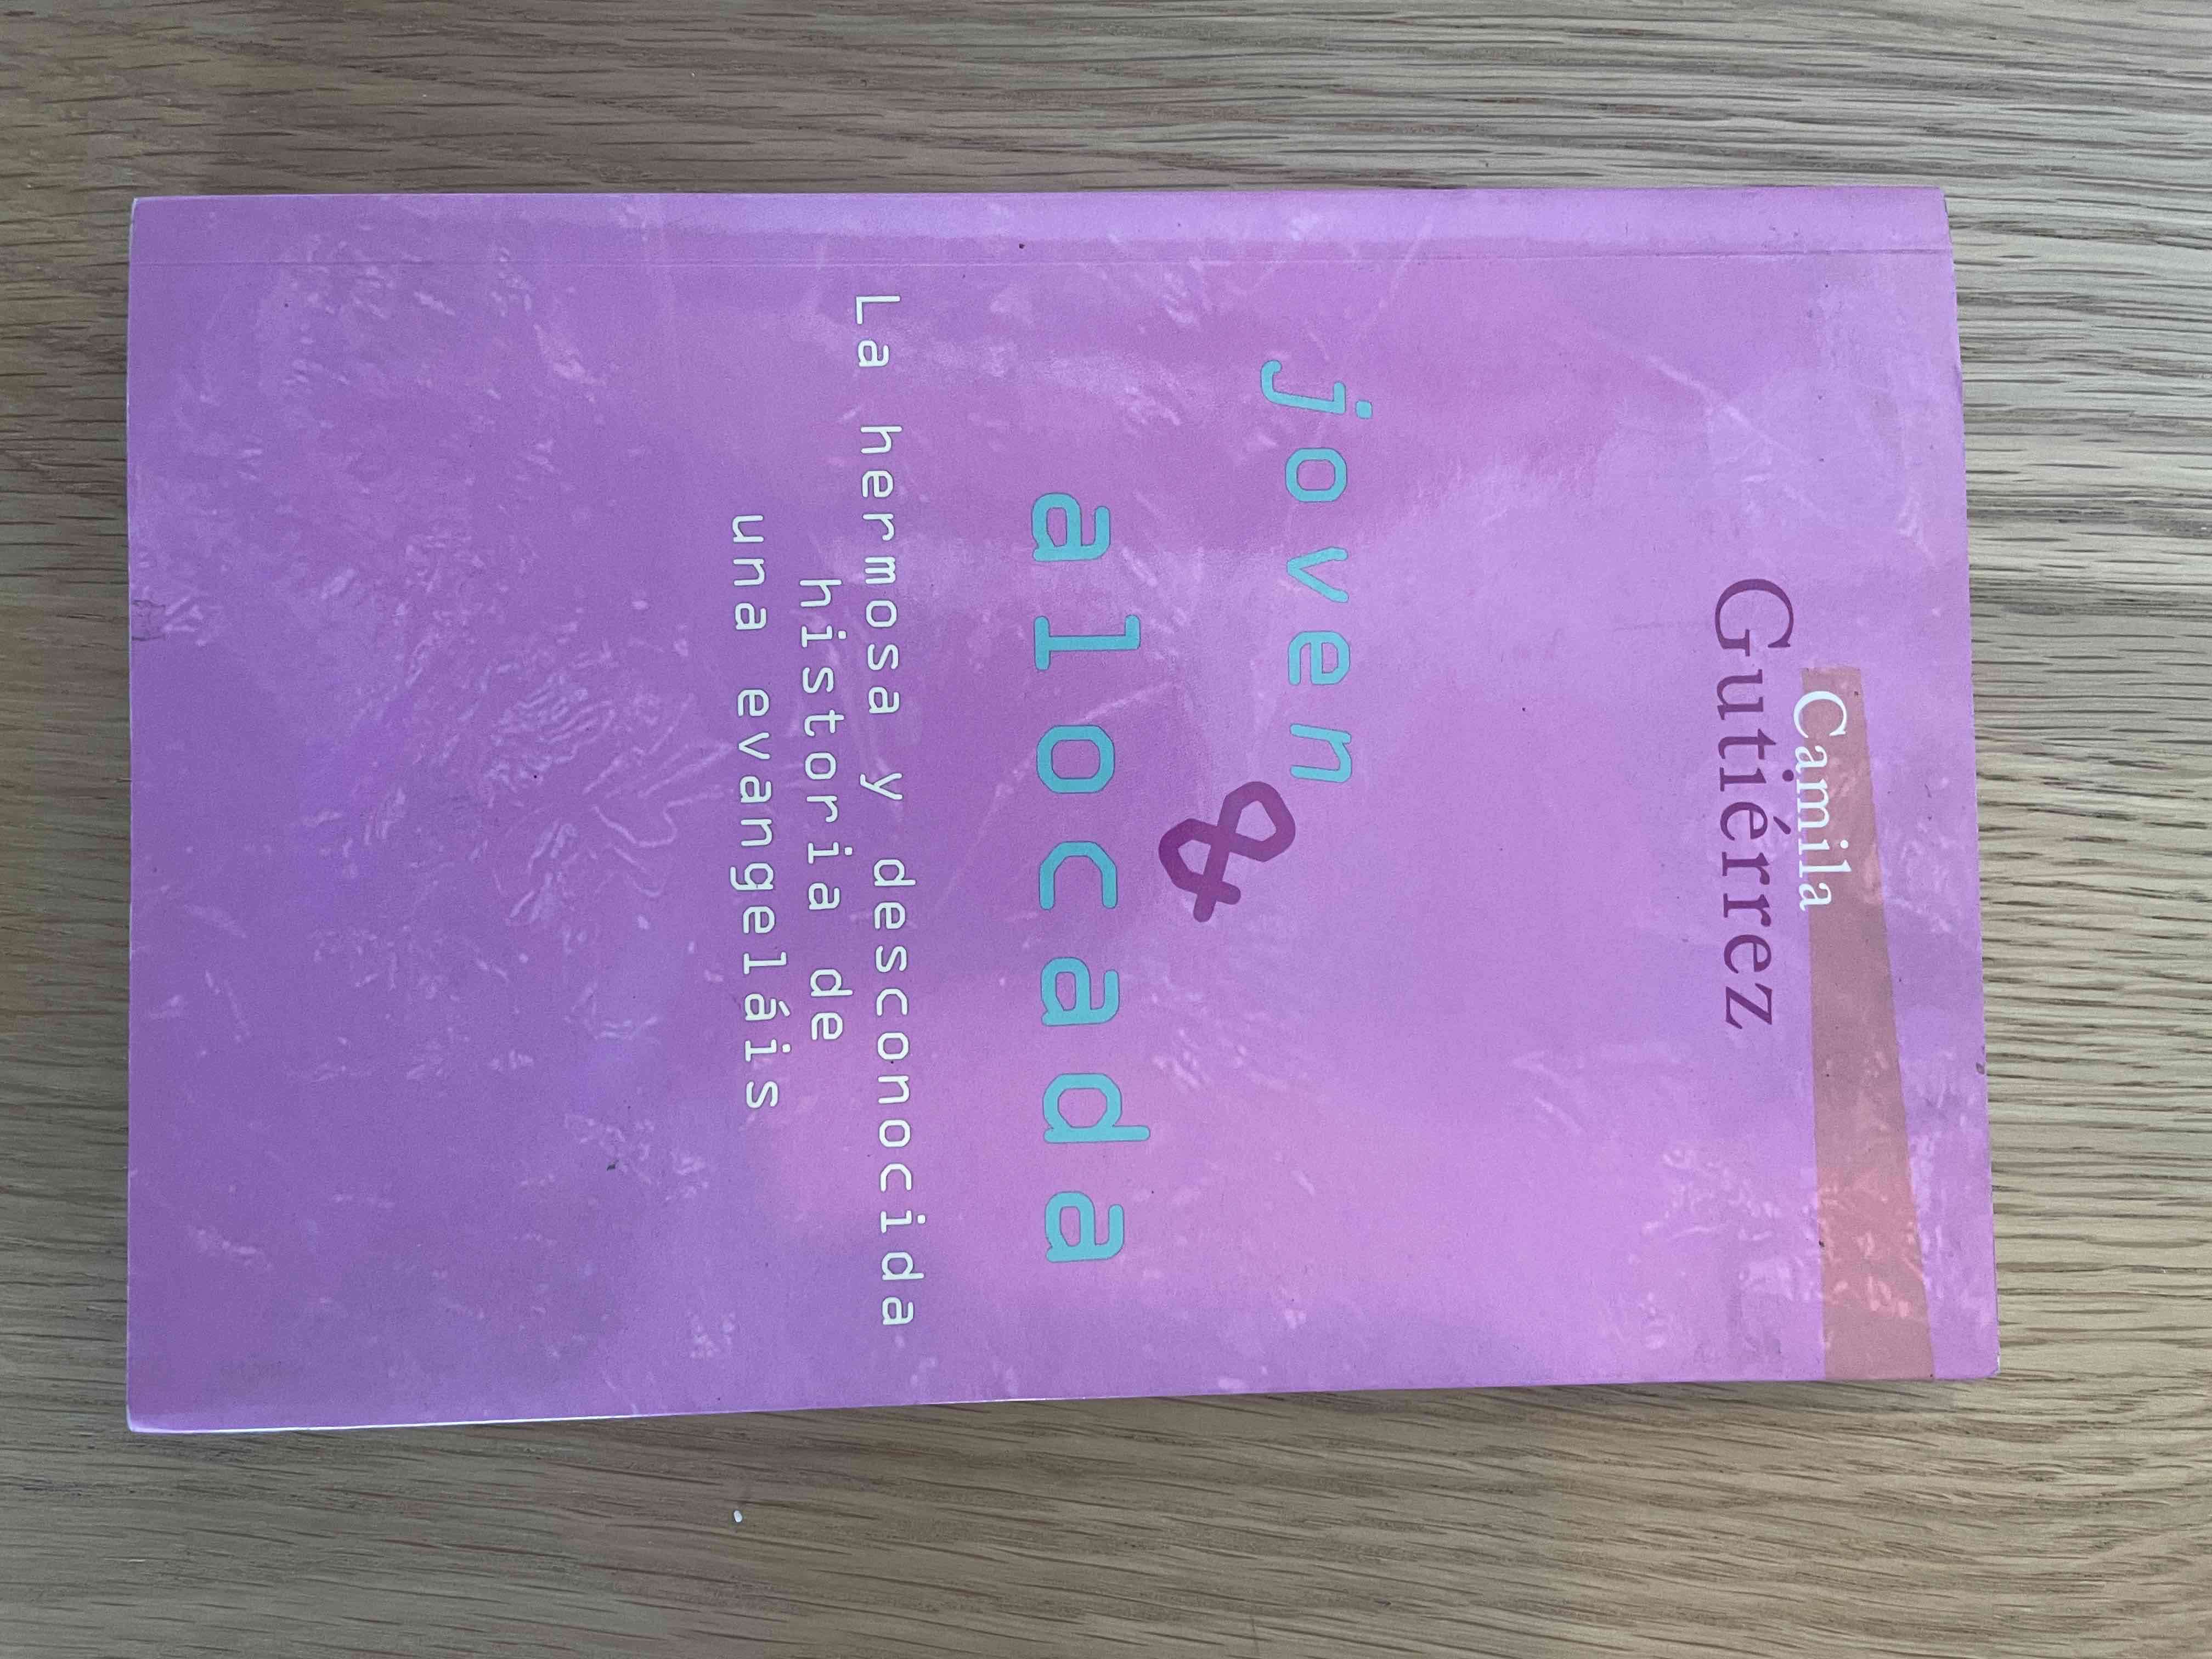 Camila
Gutiérrez
joven
&
alocada
La hermosa y desconocida
historia de
una evangeláis